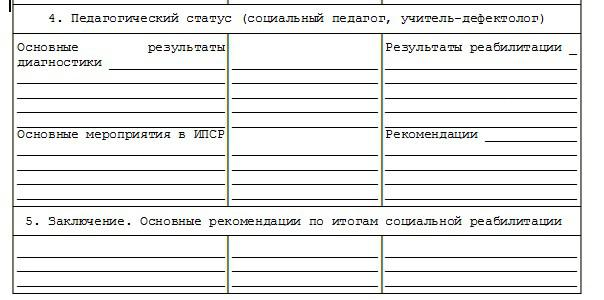 4. Педагогический статус (социальный педагог, учитель-дефектолог)
Основные результаты
диагностики
Результаты реабилитации
Основные мероприятия в ИПСР
Рекомендации
5. Заключение. Основные рекомендации по итогам социальной реабилитации